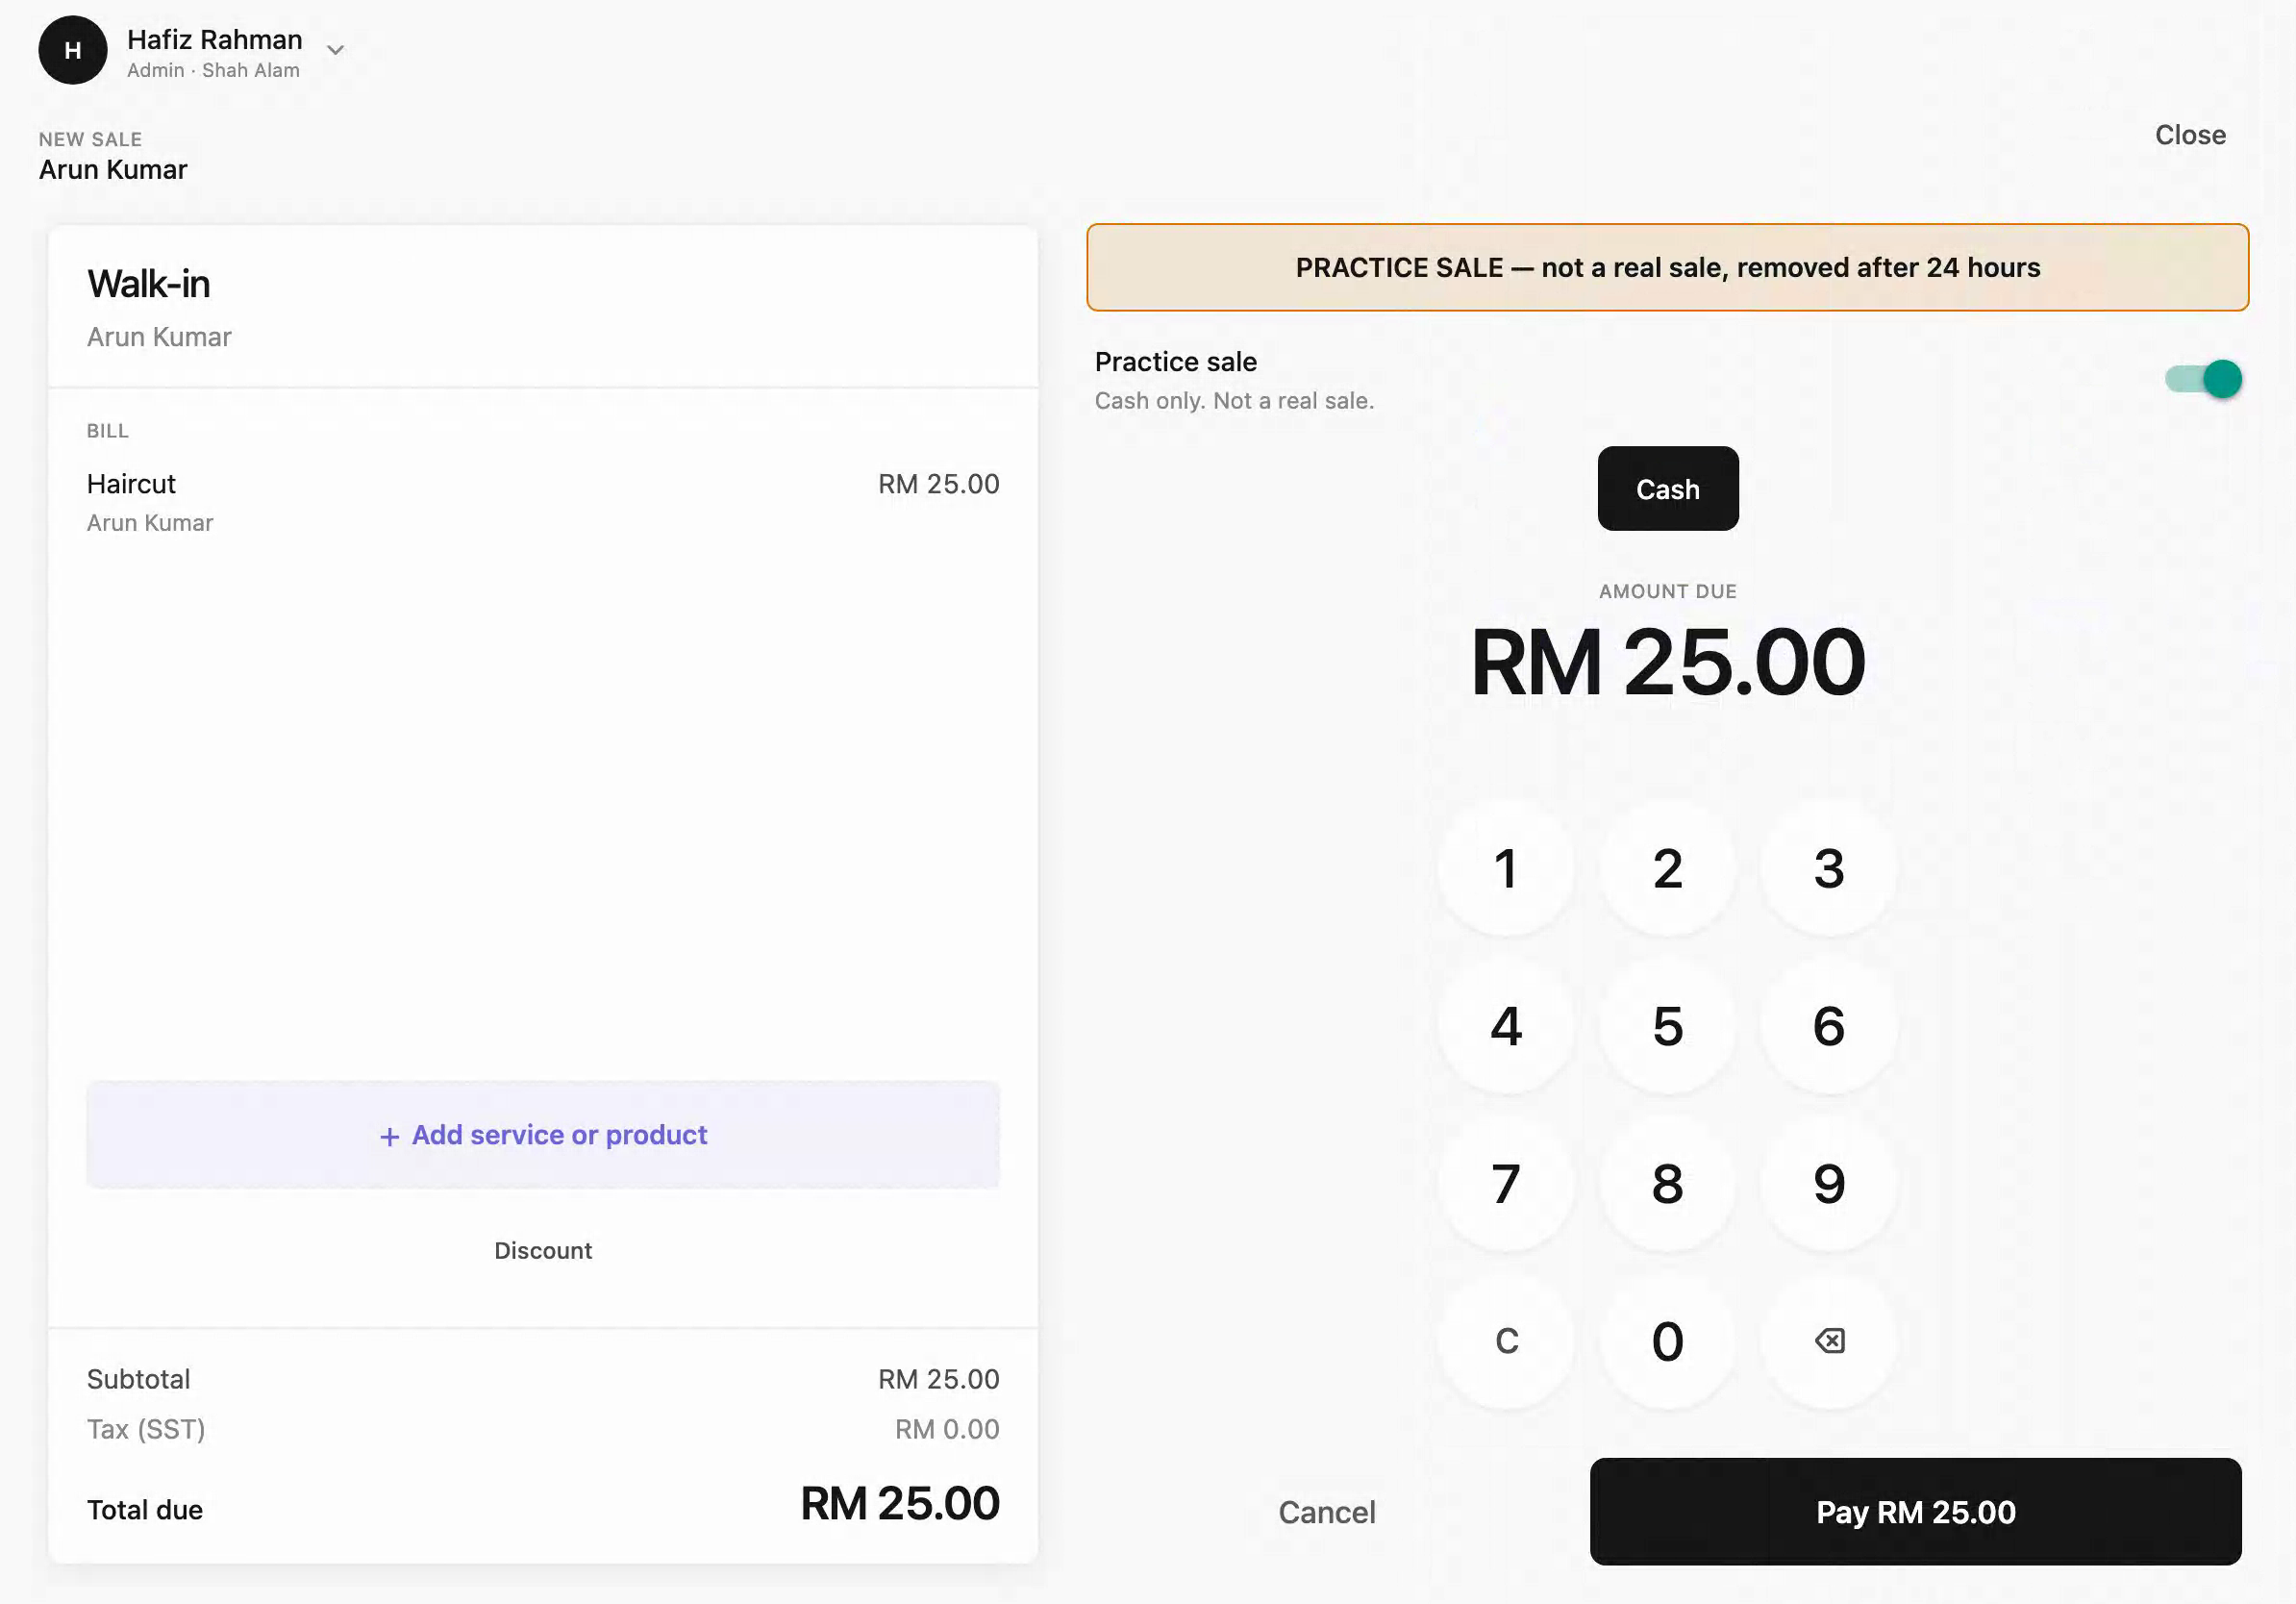 H
Hafiz Rahman
Admin · Shah Alam
NEW SALE
Arun Kumar
Close
Walk-in
Arun Kumar
BILL
Haircut RM 25.00
Arun Kumar
+ Add service or product
Discount
Subtotal RM 25.00
Tax (SST) RM 0.00
Total due RM 25.00
PRACTICE SALE — not a real sale, removed after 24 hours
Practice sale
Cash only. Not a real sale.
Cash
AMOUNT DUE
RM 25.00
1 2 3
4 5 6
7 8 9
C 0
Cancel Pay RM 25.00